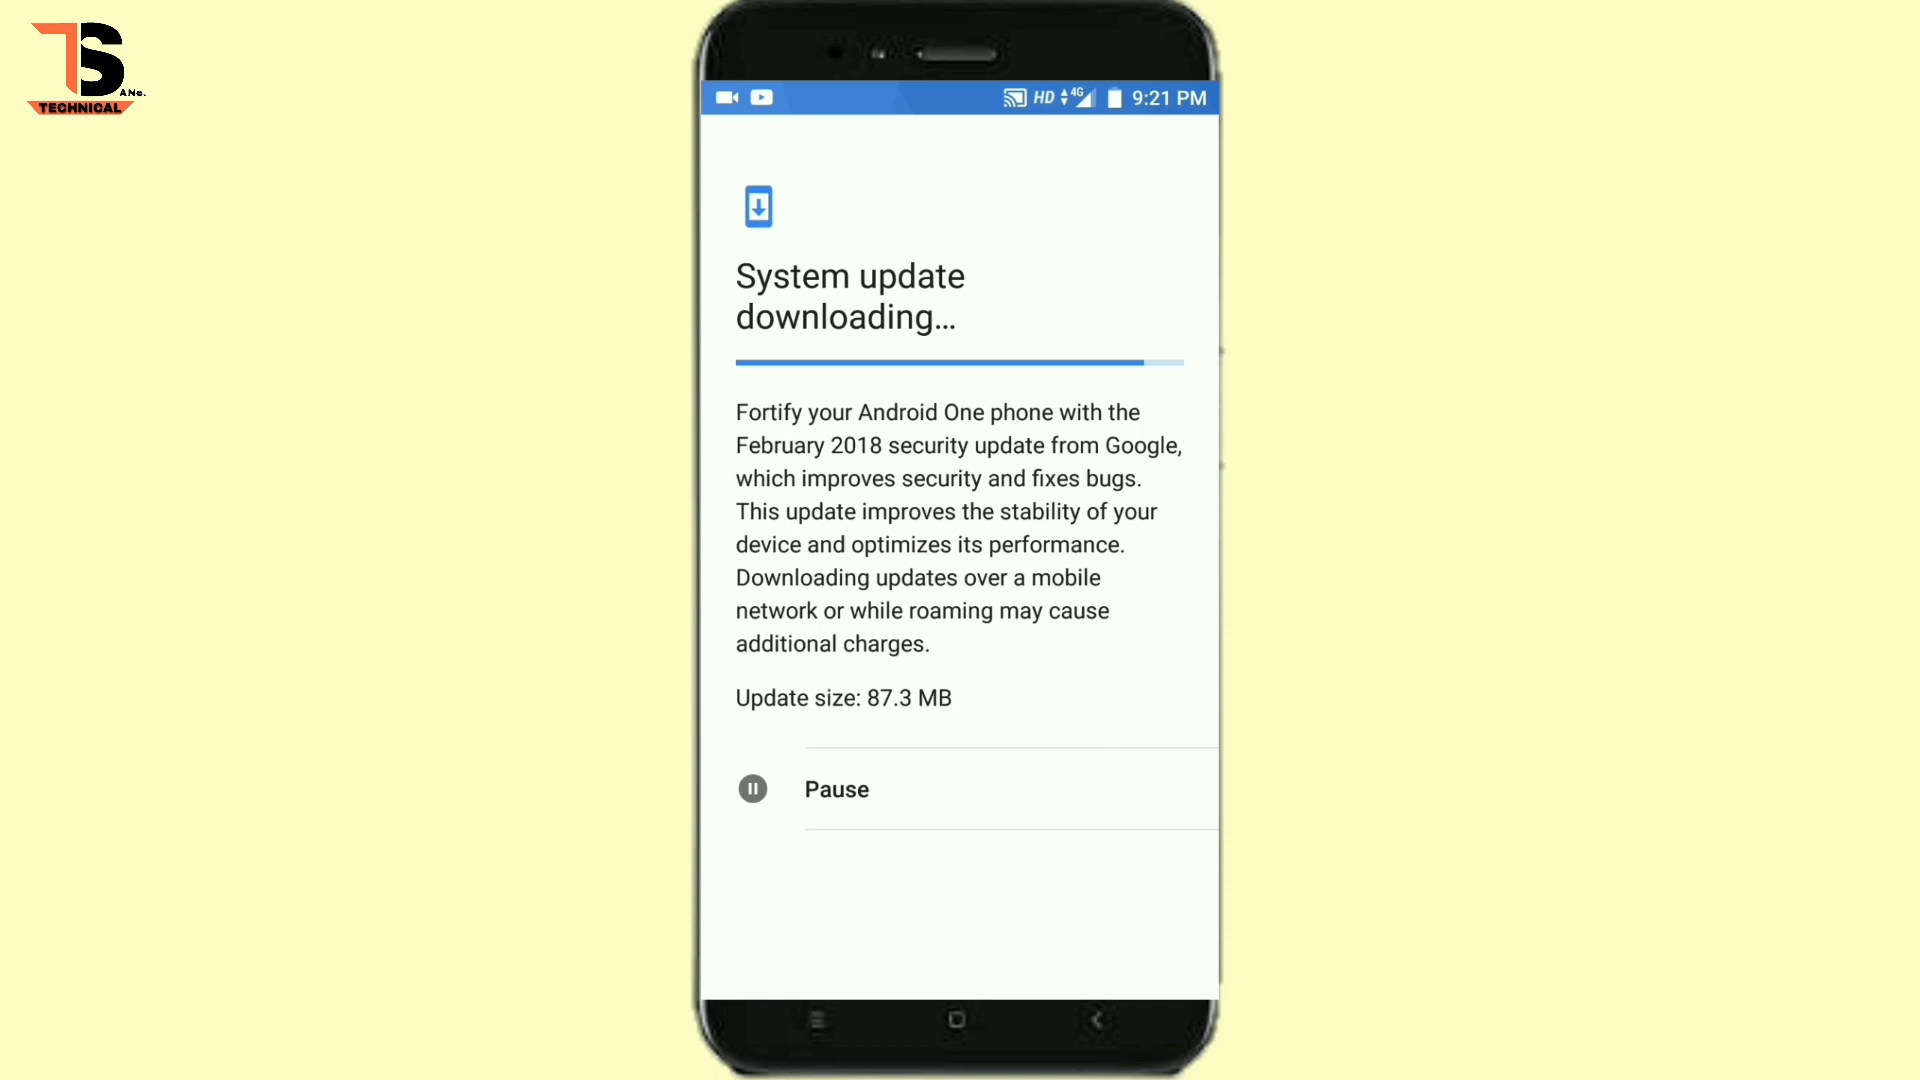 TS
ANs.
TECHNICAL
HD 4G 9:21 PM
System update
downloading...
Fortify your Android One phone with the
February 2018 security update from Google,
which improves security and fixes bugs.
This update improves the stability of your
device and optimizes its performance.
Downloading updates over a mobile
network or while roaming may cause
additional charges.
Update size: 87.3 MB
Pause